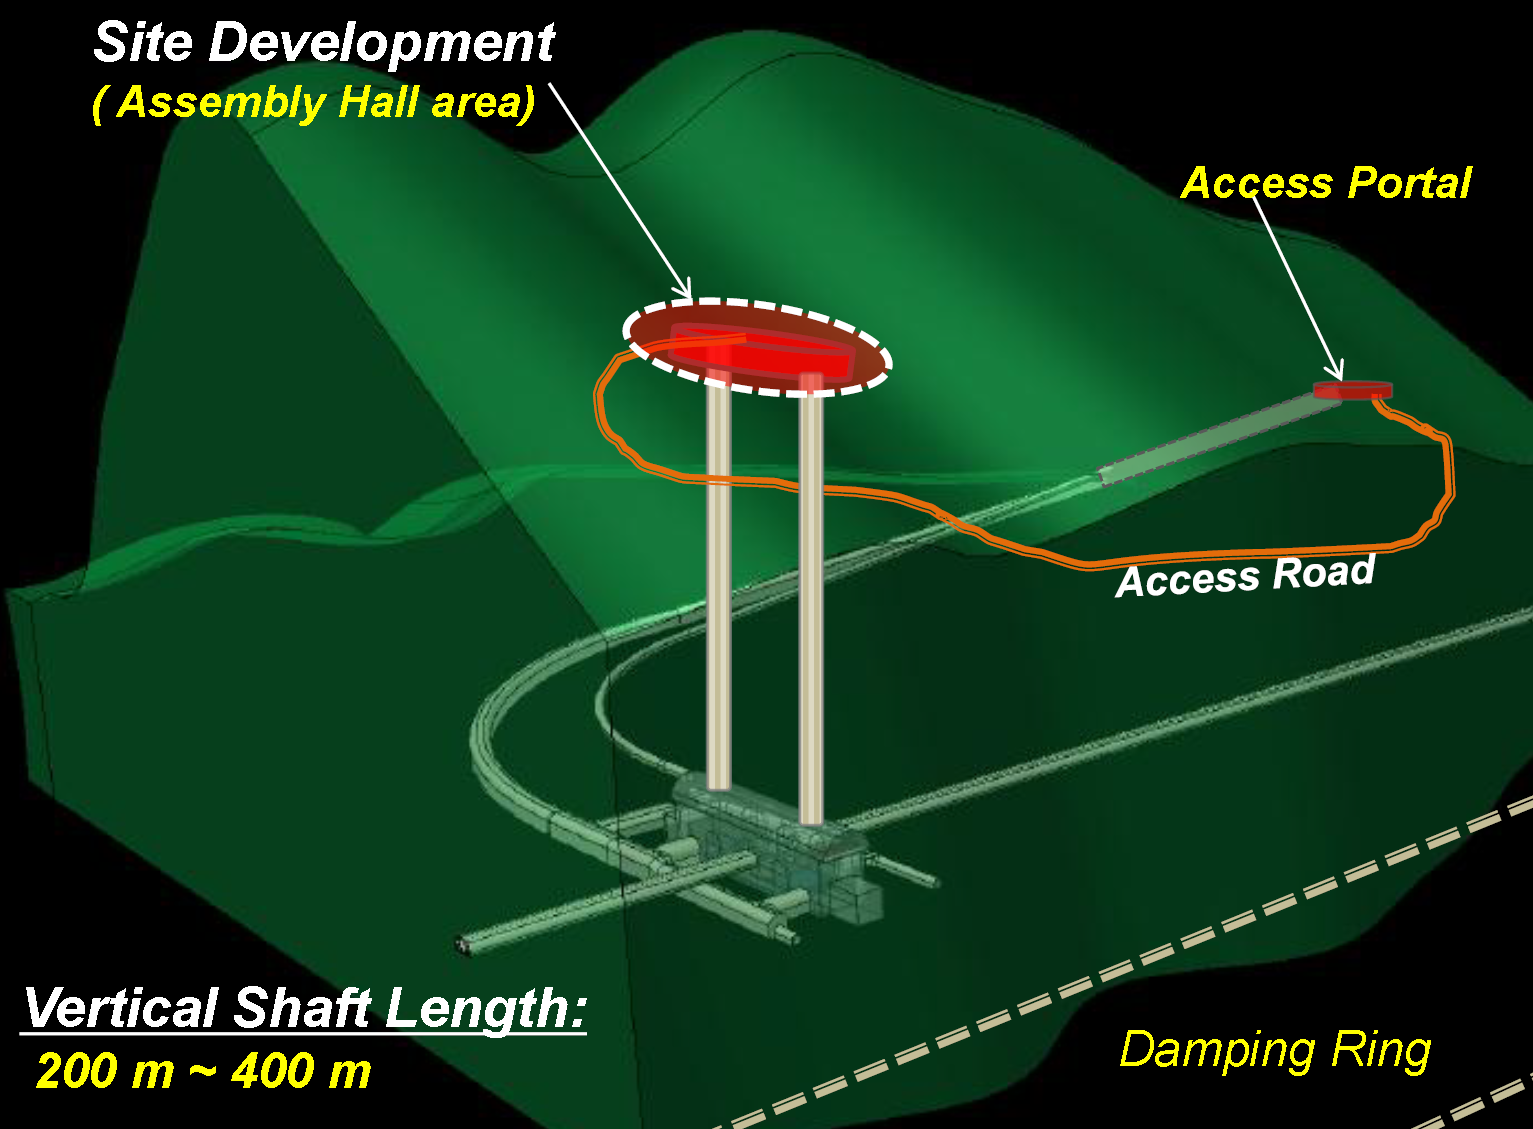 Site Development
( Assembly Hall area)
Access Portal
Access Road
Vertical Shaft Length:
200 m ~ 400 m
Damping Ring